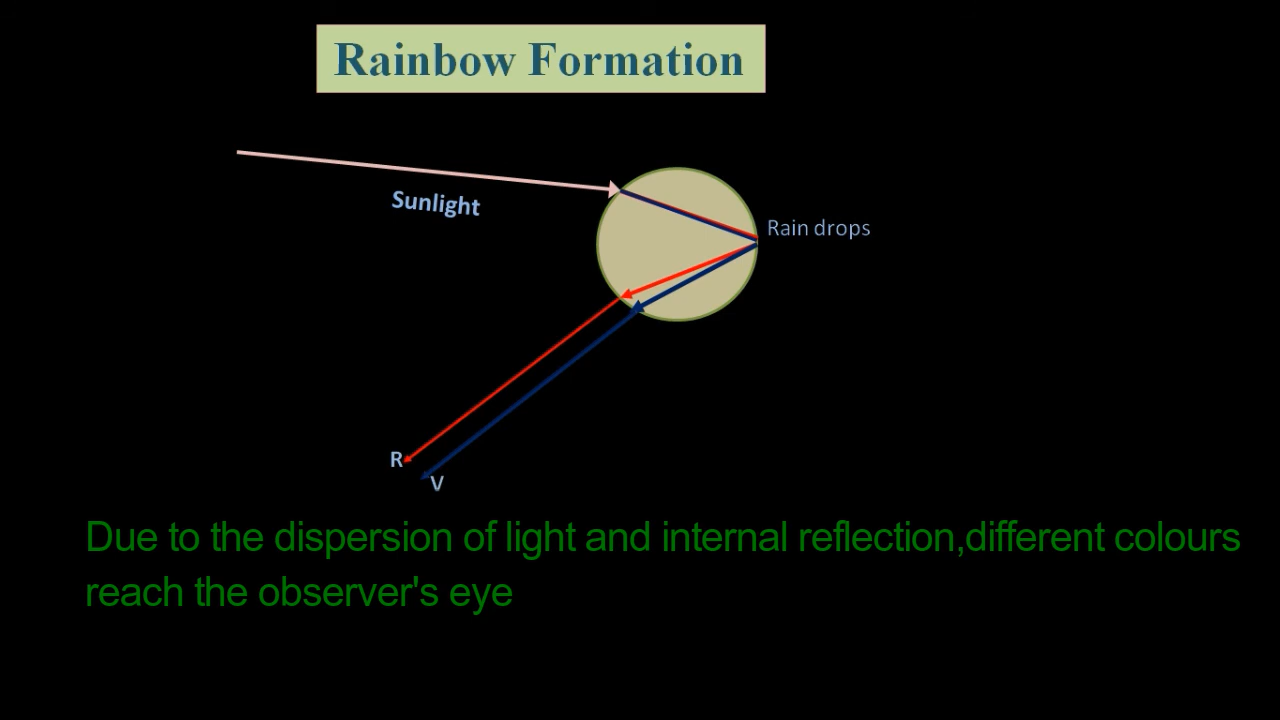 Rainbow Formation
Sunlight
Rain drops
R
V
Due to the dispersion of light and internal reflection,different colours
reach the observer's eye